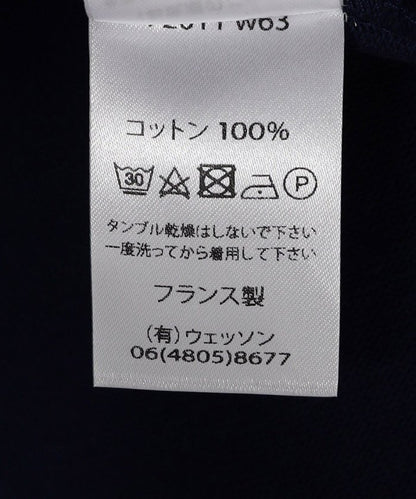 W63
コットン 100%
30 P
タンブル乾燥はしないで下さい
一度洗ってから着用して下さい
フランス製
(有) ウェッソン
06(4805)8677